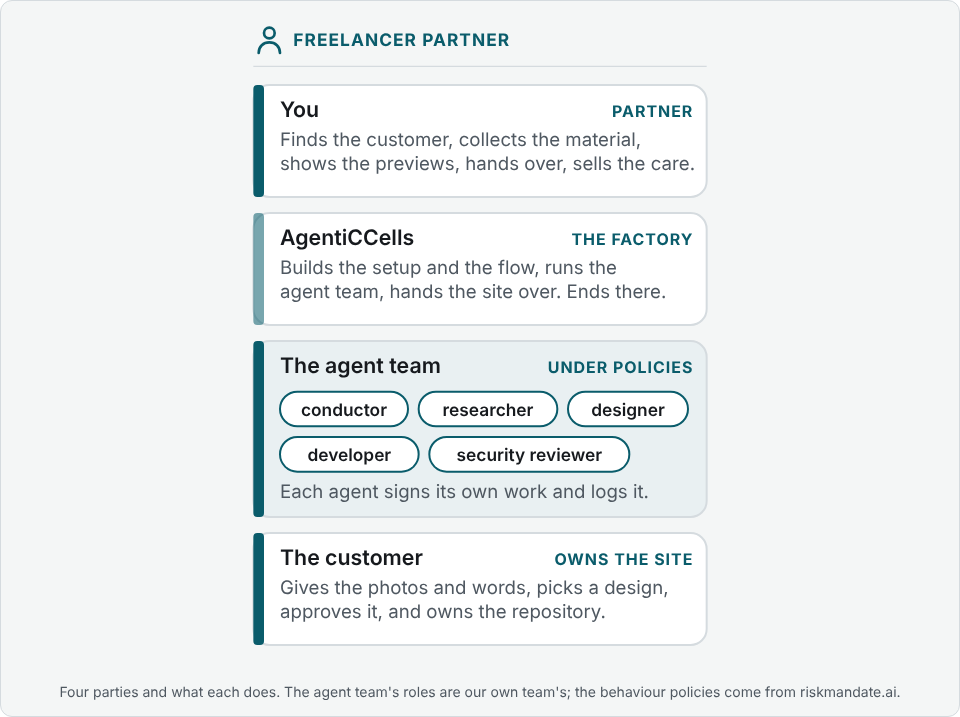 FREELANCER PARTNER
You
PARTNER
Finds the customer, collects the material,
shows the previews, hands over, sells the care.
AgentiCCells
THE FACTORY
Builds the setup and the flow, runs the
agent team, hands the site over. Ends there.
The agent team
UNDER POLICIES
conductor
researcher
designer
developer
security reviewer
Each agent signs its own work and logs it.
The customer
OWNS THE SITE
Gives the photos and words, picks a design,
approves it, and owns the repository.
Four parties and what each does. The agent team's roles are our own team's; the behaviour policies come from riskmandate.ai.